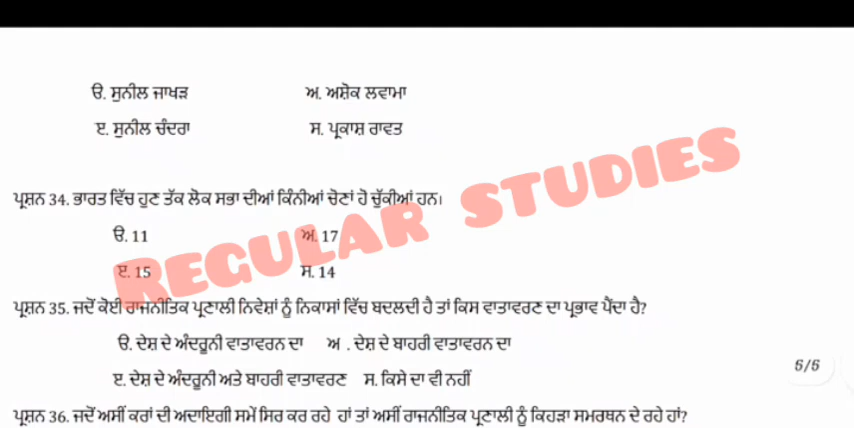 ੳ. ਸੁਨੀਲ ਜਾਖੜ ਅ. ਅਸ਼ੋਕ ਲਵਾਮਾ
ੲ. ਸੁਨੀਲ ਚੰਦਰਾ ਸ. ਪ੍ਰਕਾਸ਼ ਰਾਵਤ
ਪ੍ਰਸ਼ਨ 34. ਭਾਰਤ ਵਿੱਚ ਹੁਣ ਤੱਕ ਲੋਕ ਸਭਾ ਦੀਆਂ ਕਿੰਨੀਆਂ ਚੋਣਾਂ ਹੋ ਚੁੱਕੀਆਂ ਹਨ।
ੳ. 11 ਅ. 17
ੲ. 15 ਸ. 14
REGULAR STUDIES
ਪ੍ਰਸ਼ਨ 35. ਜਦੋਂ ਕੋਈ ਰਾਜਨੀਤਿਕ ਪ੍ਰਣਾਲੀ ਨਿਵੇਸ਼ਾਂ ਨੂੰ ਨਿਕਾਸਾਂ ਵਿੱਚ ਬਦਲਦੀ ਹੈ ਤਾਂ ਕਿਸ ਵਾਤਾਵਰਣ ਦਾ ਪ੍ਰਭਾਵ ਪੈਂਦਾ ਹੈ?
ੳ. ਦੇਸ਼ ਦੇ ਅੰਦਰੂਨੀ ਵਾਤਾਵਰਨ ਦਾ ਅ . ਦੇਸ਼ ਦੇ ਬਾਹਰੀ ਵਾਤਾਵਰਨ ਦਾ
ੲ. ਦੇਸ਼ ਦੇ ਅੰਦਰੂਨੀ ਅਤੇ ਬਾਹਰੀ ਵਾਤਾਵਰਣ ਸ. ਕਿਸੇ ਦਾ ਵੀ ਨਹੀਂ
5/5
ਪ੍ਰਸ਼ਨ 36. ਜਦੋਂ ਅਸੀਂ ਕਰਾਂ ਦੀ ਅਦਾਇਗੀ ਸਮੇਂ ਸਿਰ ਕਰ ਰਹੇ ਹਾਂ ਤਾਂ ਅਸੀਂ ਰਾਜਨੀਤਿਕ ਪ੍ਰਣਾਲੀ ਨੂੰ ਕਿਹੜਾ ਸਮਰਥਨ ਦੇ ਰਹੇ ਹਾਂ?